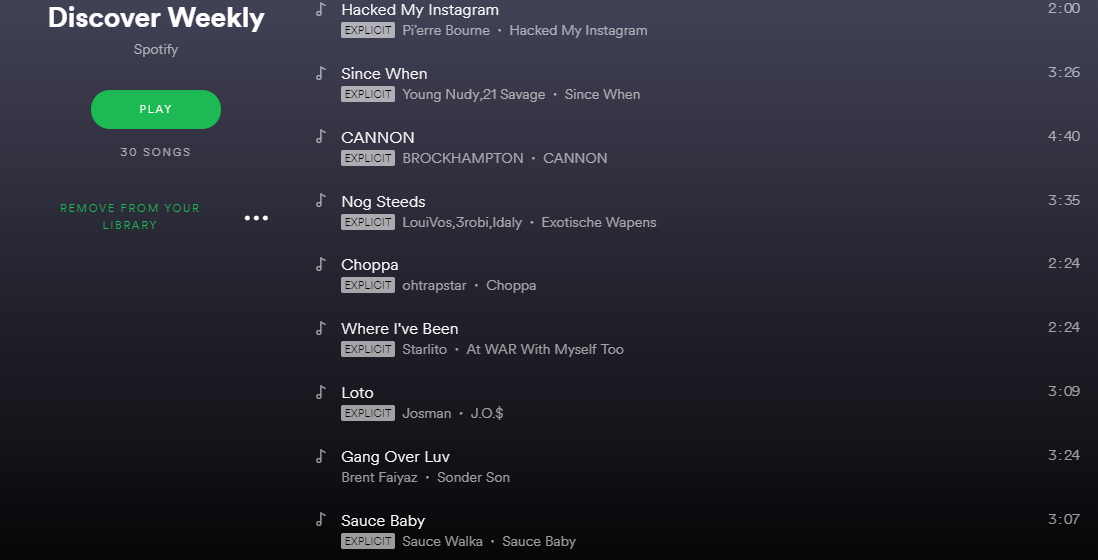 Discover Weekly
Spotify
PLAY
30 SONGS
REMOVE FROM YOUR
LIBRARY
Hacked My Instagram 2:00
EXPLICIT Pi'erre Bourne • Hacked My Instagram
Since When 3:26
EXPLICIT Young Nudy,21 Savage • Since When
CANNON 4:40
EXPLICIT BROCKHAMPTON • CANNON
Nog Steeds 3:35
EXPLICIT LouiVos,3robi,Idaly • Exotische Wapens
Choppa 2:24
EXPLICIT ohtrapstar • Choppa
Where I've Been 2:24
EXPLICIT Starlito • At WAR With Myself Too
Loto 3:09
EXPLICIT Josman • J.O.$
Gang Over Luv 3:24
Brent Faiyaz • Sonder Son
Sauce Baby 3:07
EXPLICIT Sauce Walka • Sauce Baby